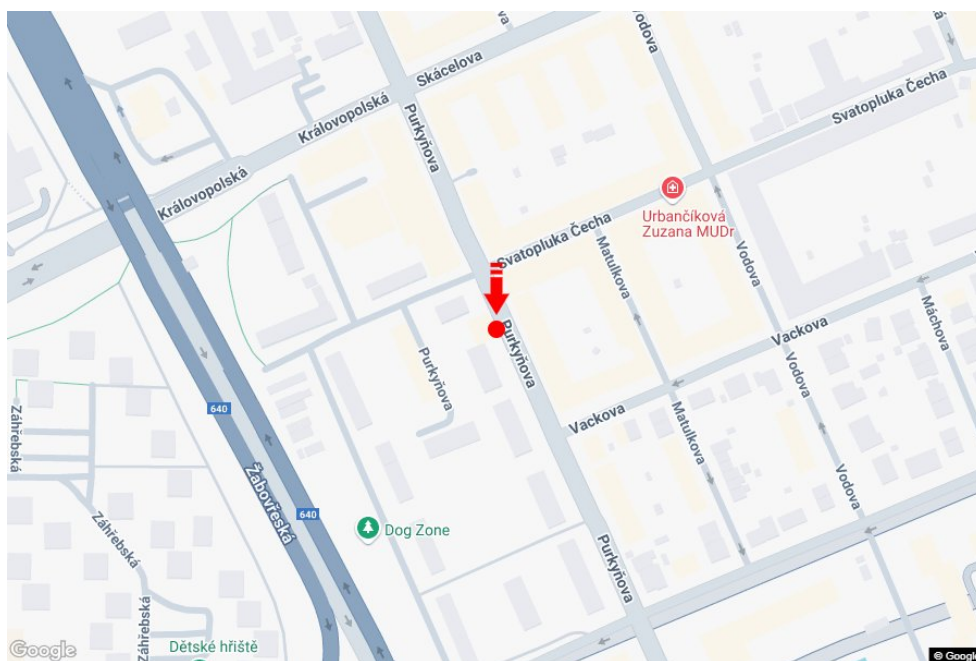 Skácelova
Královopolská
Purkyňova
Vodova
Svatopluka Čecha
Královopolská
Urbančíková
Zuzana MUDr
Svatopluka Čecha
Matulkova
Vodova
Máchova
Vackova
Purkyňova
Purkyňova
Vodova
640
Vackova
Matulkova
Záhřebská
Žabovřeská
640
Vodova
Záhřebská
Dog Zone
Purkyňova
Záhřebská
Dětské hřiště
Google
© Google